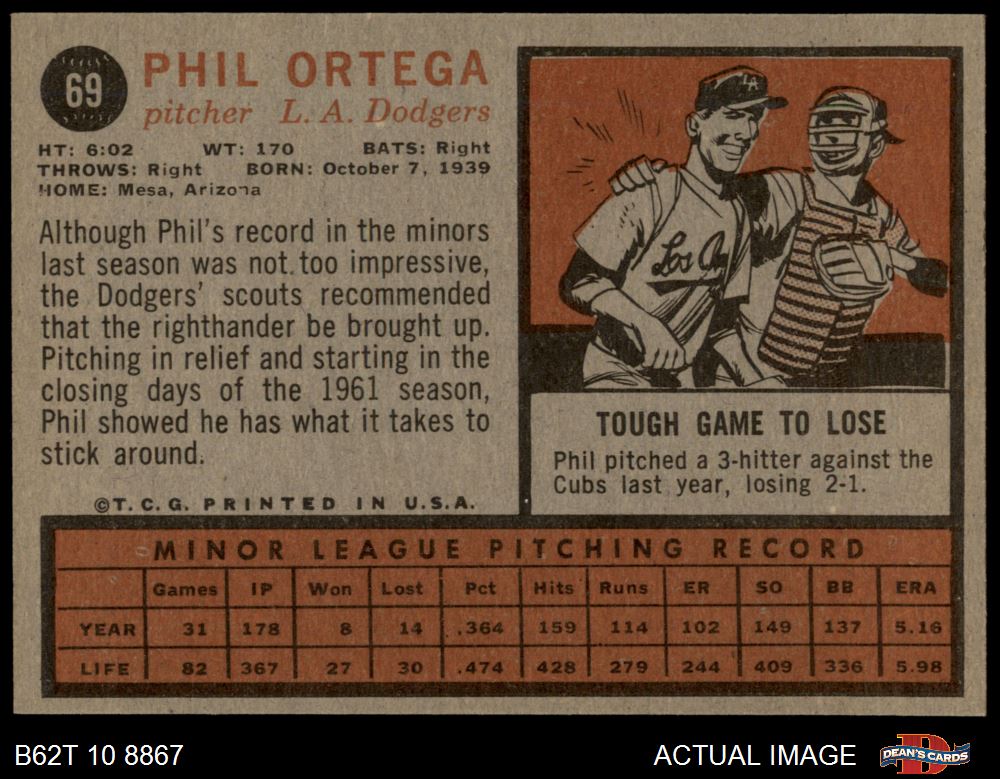 69
PHIL ORTEGA
pitcher L. A. Dodgers
HT: 6:02 WT: 170 BATS: Right
THROWS: Right BORN: October 7, 1939
HOME: Mesa, Arizona
Although Phil's record in the minors
last season was not too impressive,
the Dodgers' scouts recommended
that the righthander be brought up.
Pitching in relief and starting in the
closing days of the 1961 season,
Phil showed he has what it takes to
stick around.
©T. C. G. PRINTED IN U.S.A.
LA
Los An
TOUGH GAME TO LOSE
Phil pitched a 3-hitter against the
Cubs last year, losing 2-1.
MINOR LEAGUE PITCHING RECORD
Games IP Won Lost Pct Hits Runs ER SO BB ERA
YEAR 31 178 8 14 .364 159 114 102 149 137 5.16
LIFE 82 367 27 30 .474 428 279 244 409 336 5.98
B62T 10 8867
ACTUAL IMAGE
DEAN'S CARDS